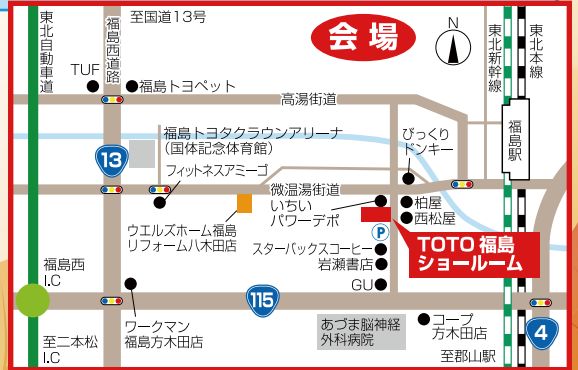 至国道13号
会場
N
東北自動車道
福島西道路
東北新幹線
東北本線
TUF
福島トヨペット
高湯街道
福島トヨタクラウンアリーナ
(国体記念体育館)
びっくり
ドンキー
福島駅
13
フィットネスアミーゴ
微温湯街道
いちい
パワーデポ
柏屋
西松屋
ウエルズホーム福島
リフォーム八木田店
P
TOTO福島
ショールーム
スターバックスコーヒー
岩瀬書店
GU
福島西
I.C
115
ワークマン
福島方木田店
あづま脳神経
外科病院
コープ
方木田店
4
至二本松
I.C
至郡山駅